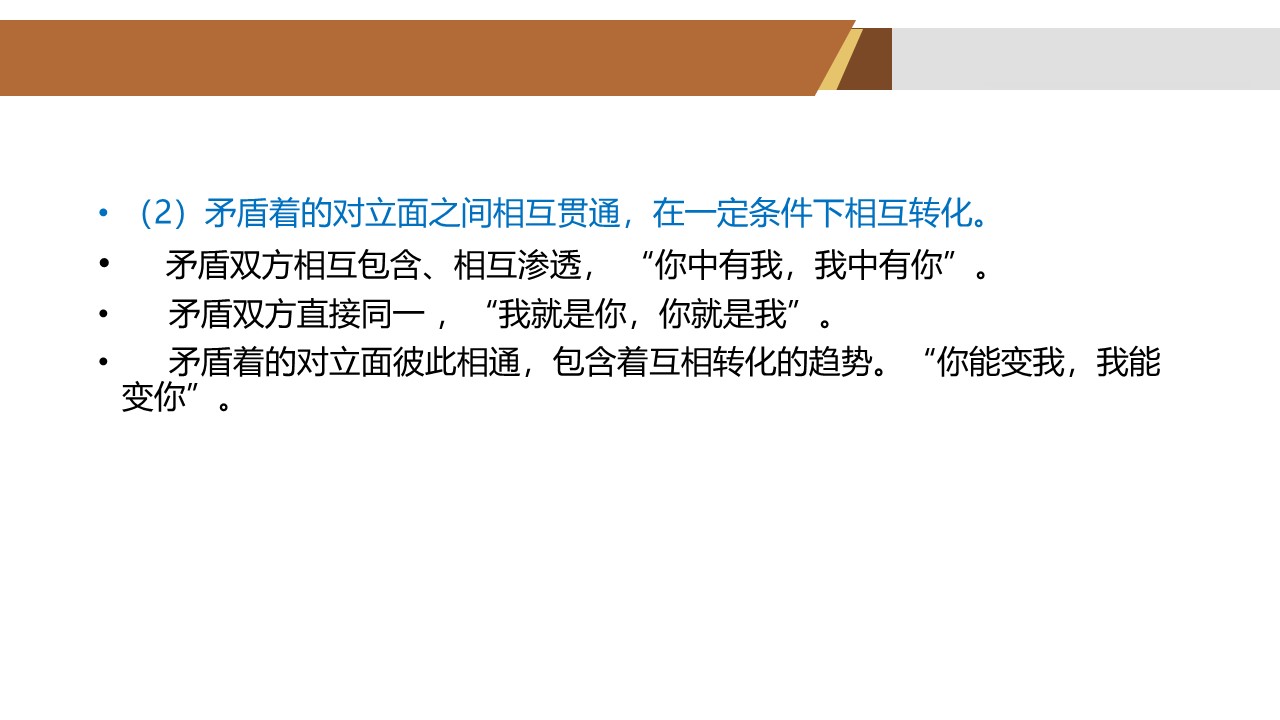 • （2）矛盾着的对立面之间相互贯通，在一定条件下相互转化。
• 矛盾双方相互包含、相互渗透， “你中有我，我中有你” 。
• 矛盾双方直接同一 ， “我就是你，你就是我” 。
• 矛盾着的对立面彼此相通，包含着互相转化的趋势。 “你能变我，我能
变你” 。